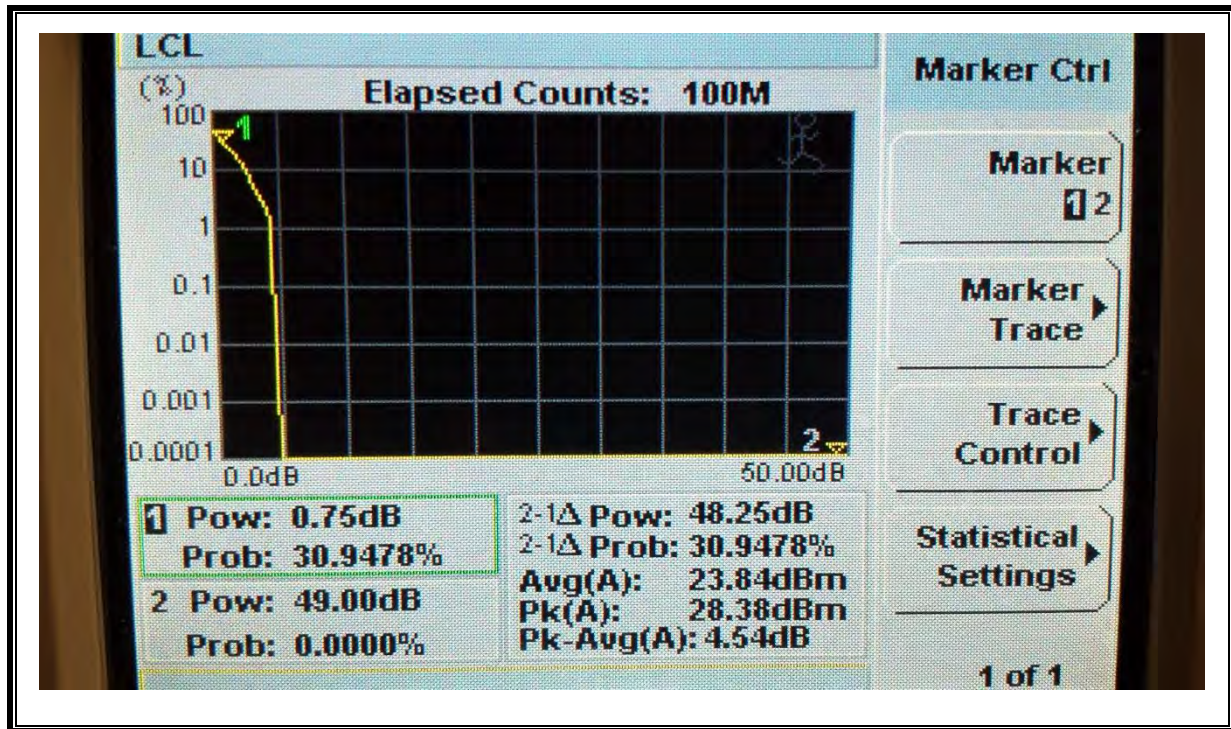 LCL
(%)
Elapsed Counts: 100M
100
1
10
1
0.1
0.01
0.001
0.0001
2
0.0dB
50.00dB
1 Pow: 0.75dB
Prob: 30.9478%
2 Pow: 49.00dB
Prob: 0.0000%
2-1Δ Pow: 48.25dB
2-1Δ Prob: 30.9478%
Avg(A): 23.84dBm
Pk(A): 28.38dBm
Pk-Avg(A): 4.54dB
Marker Ctrl
Marker
1 2
Marker
Trace
Trace
Control
Statistical
Settings
1 of 1